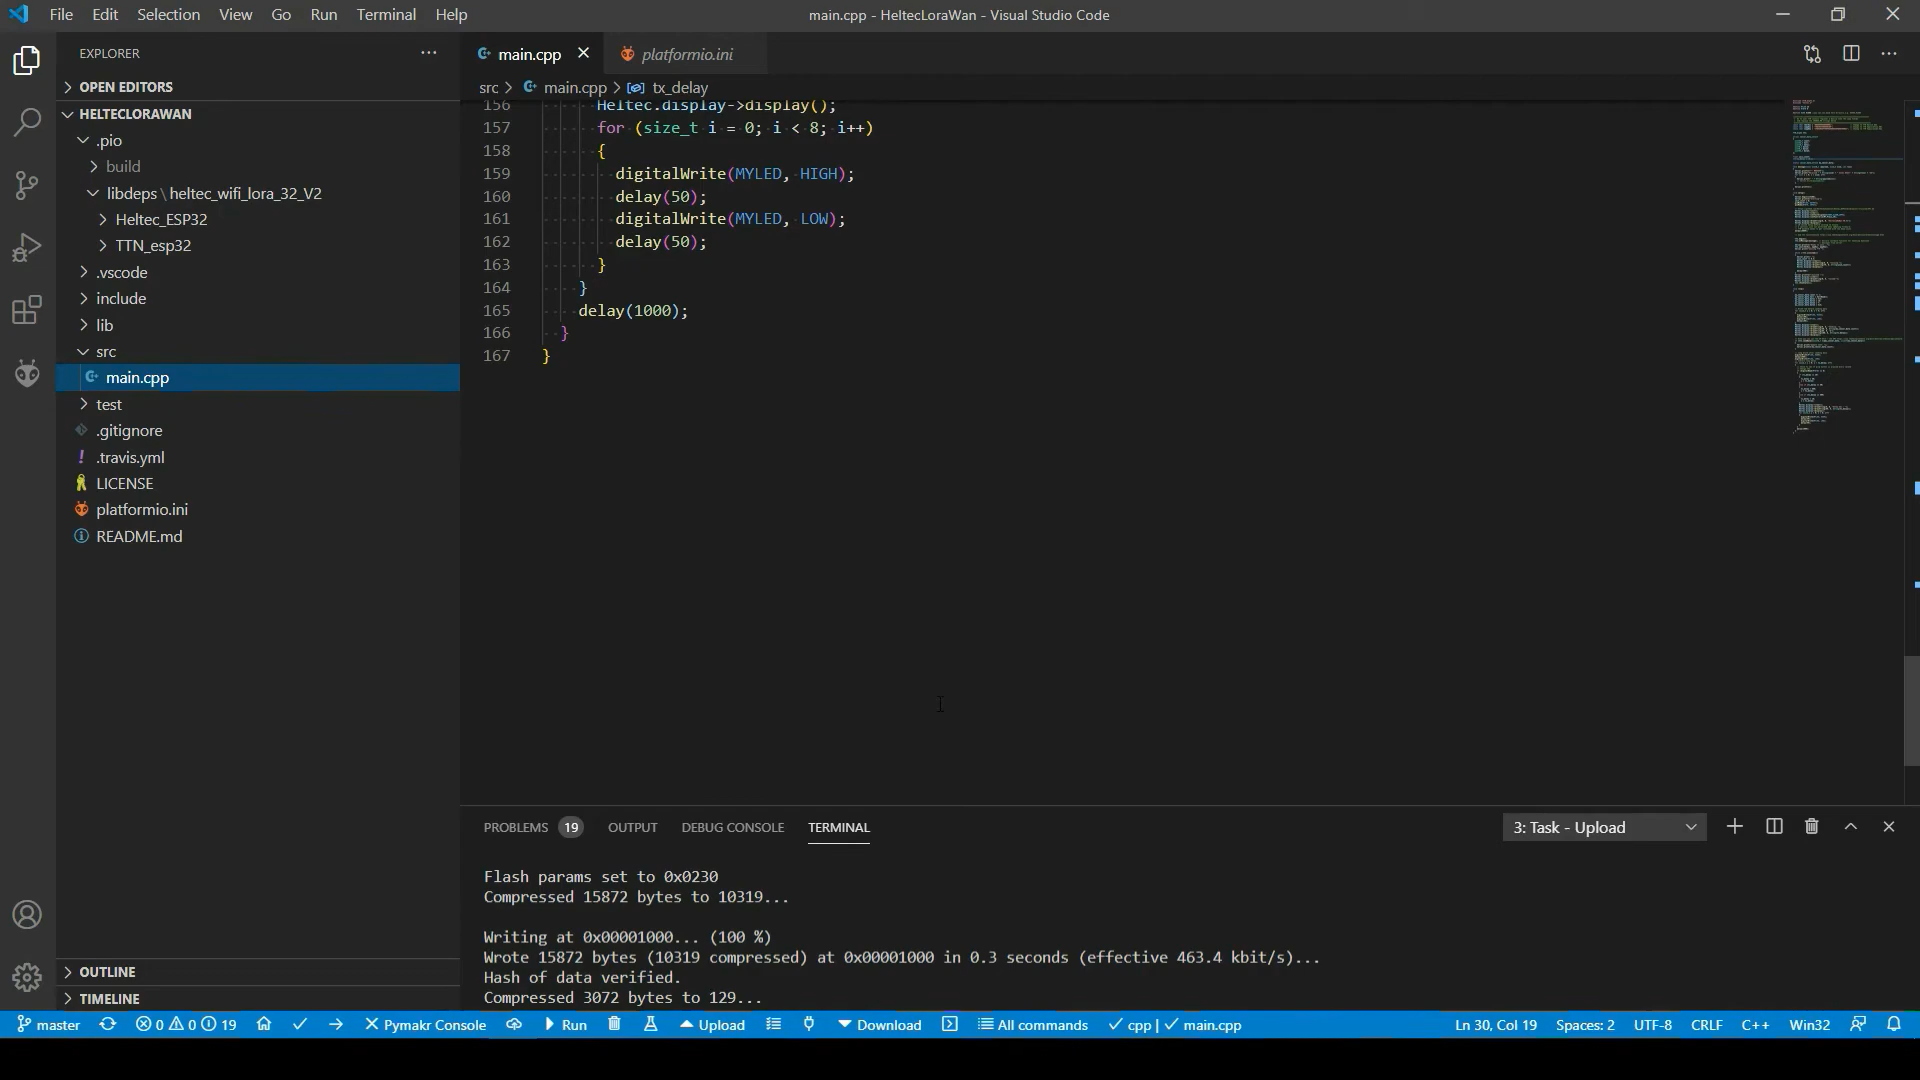 File Edit Selection View Go Run Terminal Help
main.cpp - HeltecLoraWan - Visual Studio Code
EXPLORER
OPEN EDITORS
HELTECLORAWAN
.pio
build
libdeps \ heltec_wifi_lora_32_V2
Heltec_ESP32
TTN_esp32
.vscode
include
lib
src
main.cpp
test
.gitignore
.travis.yml
LICENSE
platformio.ini
README.md
OUTLINE
TIMELINE
main.cpp platformio.ini
src > main.cpp > tx_delay
156 Heltec.display->display();
157 for (size_t i = 0; i < 8; i++)
158 {
159 digitalWrite(MYLED, HIGH);
160 delay(50);
161 digitalWrite(MYLED, LOW);
162 delay(50);
163 }
164 }
165 delay(1000);
166 }
167 }
PROBLEMS 19 OUTPUT DEBUG CONSOLE TERMINAL
3: Task - Upload
Flash params set to 0x0230
Compressed 15872 bytes to 10319...
Writing at 0x00001000... (100 %)
Wrote 15872 bytes (10319 compressed) at 0x00001000 in 0.3 seconds (effective 463.4 kbit/s)...
Hash of data verified.
Compressed 3072 bytes to 129...
master 0 0 19 Pymakr Console Run Upload Download All commands cpp | main.cpp Ln 30, Col 19 Spaces: 2 UTF-8 CRLF C++ Win32